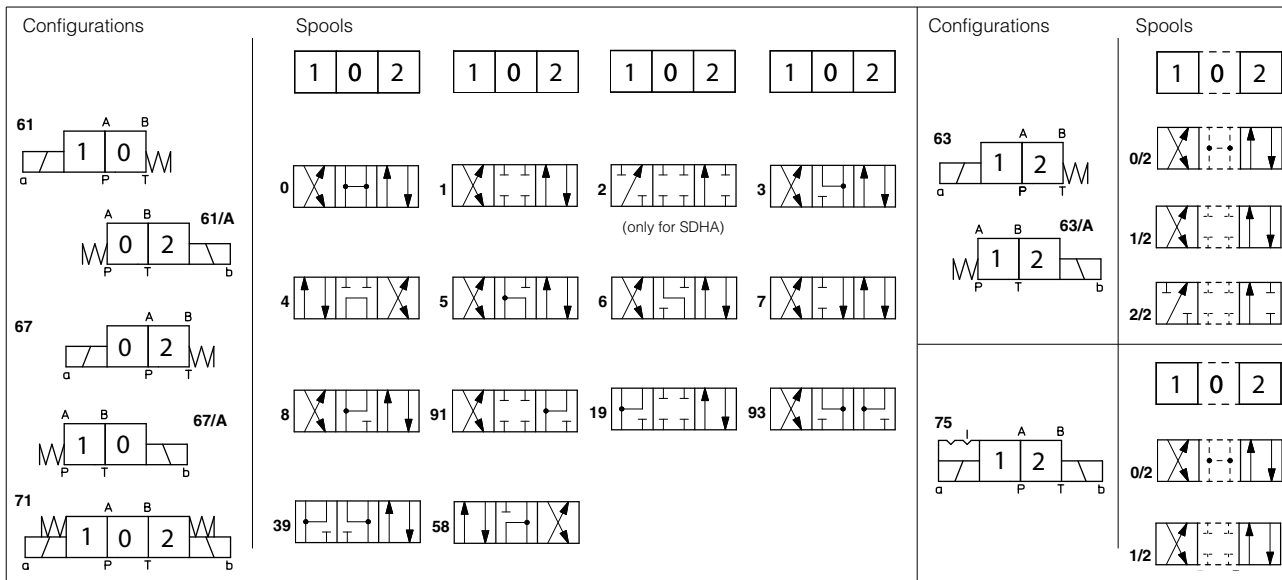 Configurations
Spools
1 0 2
1 0 2
1 0 2
1 0 2
61
A B
1 0
a P T
0
1
2
(only for SDHA)
3
61/A
A B
0 2
P T b
4
5
6
7
67
A B
0 2
a P T
8
91
19
93
67/A
A B
1 0
P T b
39
58
71
A B
1 0 2
a P T b
Configurations
Spools
1 0 2
63
A B
1 2
a P T
0/2
63/A
A B
1 2
P T b
1/2
2/2
1 0 2
75
A B
1 2
a P T b
0/2
1/2